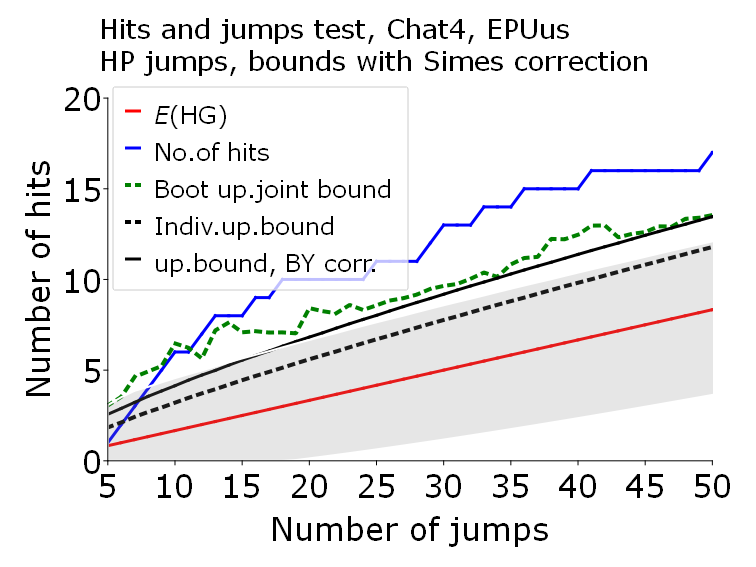 Hits and jumps test, Chat4, EPUus
HP jumps, bounds with Simes correction
E(HG)
No.of hits
Boot up.joint bound
Indiv.up.bound
up.bound, BY corr.
Number of hits
20
15
10
5
0
5 10 15 20 25 30 35 40 45 50
Number of jumps